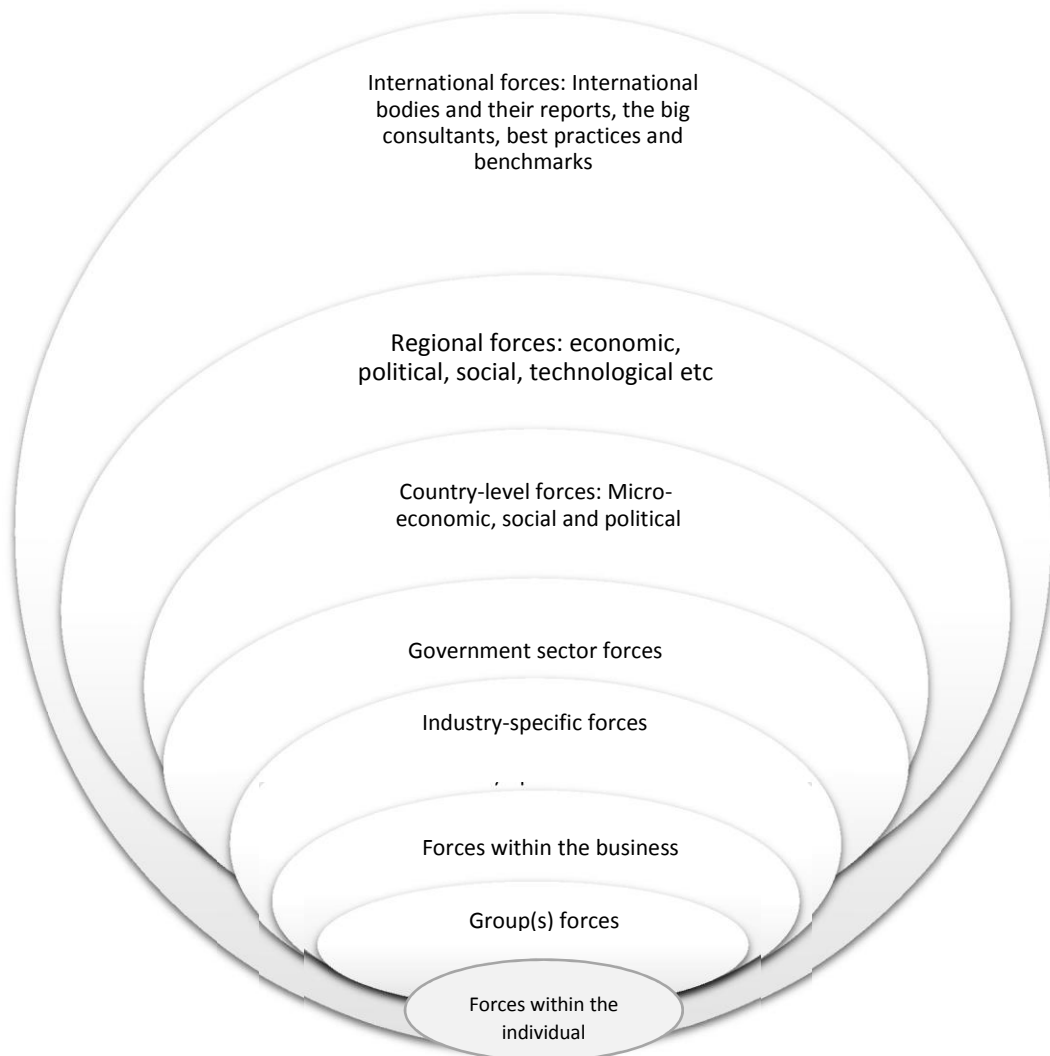 International forces: International
bodies and their reports, the big
consultants, best practices and
benchmarks
Regional forces: economic,
political, social, technological etc
Country-level forces: Micro-
economic, social and political
Government sector forces
Industry-specific forces
Forces within the business
Group(s) forces
Forces within the
individual